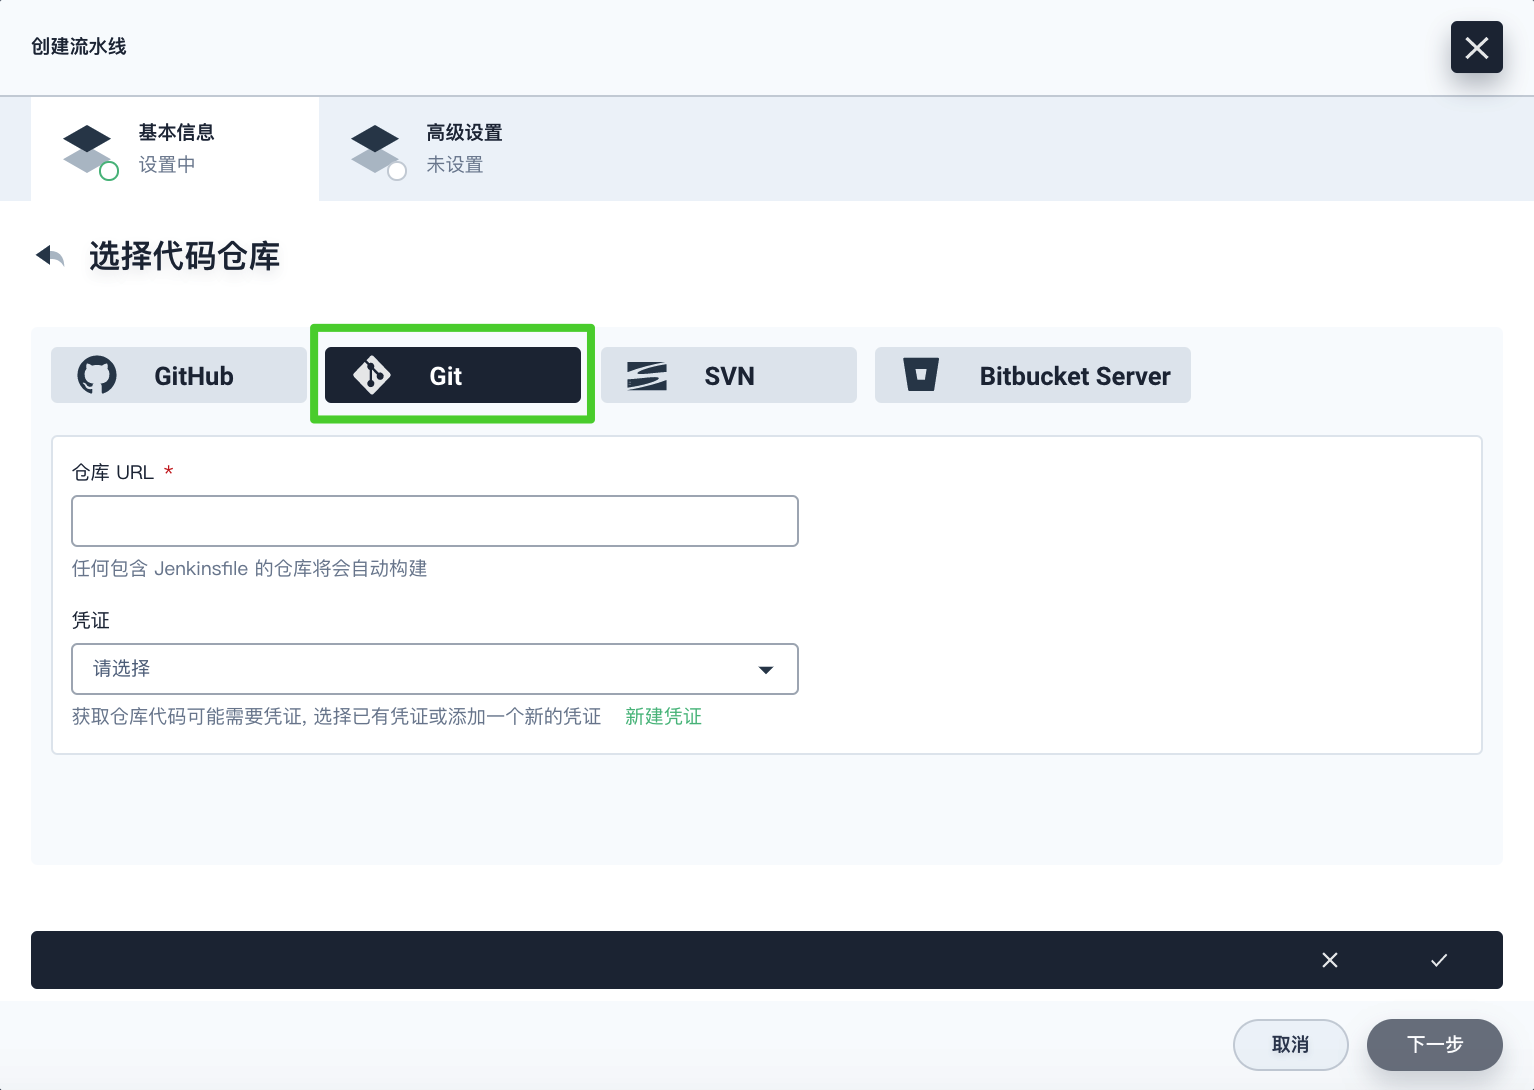 创建流水线
基本信息
设置中
高级设置
未设置
选择代码仓库
GitHub
Git
SVN
Bitbucket Server
仓库 URL *
任何包含 Jenkinsfile 的仓库将会自动构建
凭证
请选择
获取仓库代码可能需要凭证, 选择已有凭证或添加一个新的凭证 新建凭证
取消
下一步